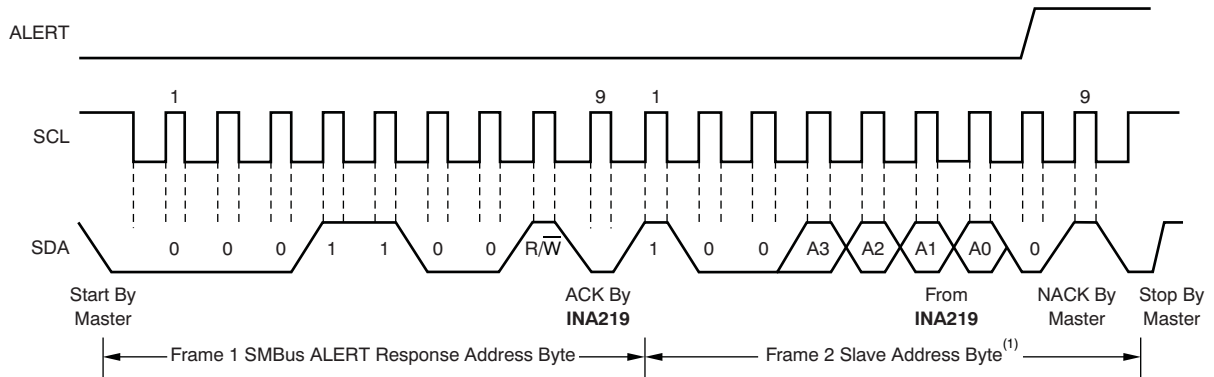 ALERT
1 9 1 9
SCL
SDA 0 0 0 1 1 0 0 R/W 1 0 0 A3 A2 A1 A0 0
Start By
Master
ACK By
INA219
From
INA219
NACK By
Master
Stop By
Master
Frame 1 SMBus ALERT Response Address Byte
Frame 2 Slave Address Byte(1)